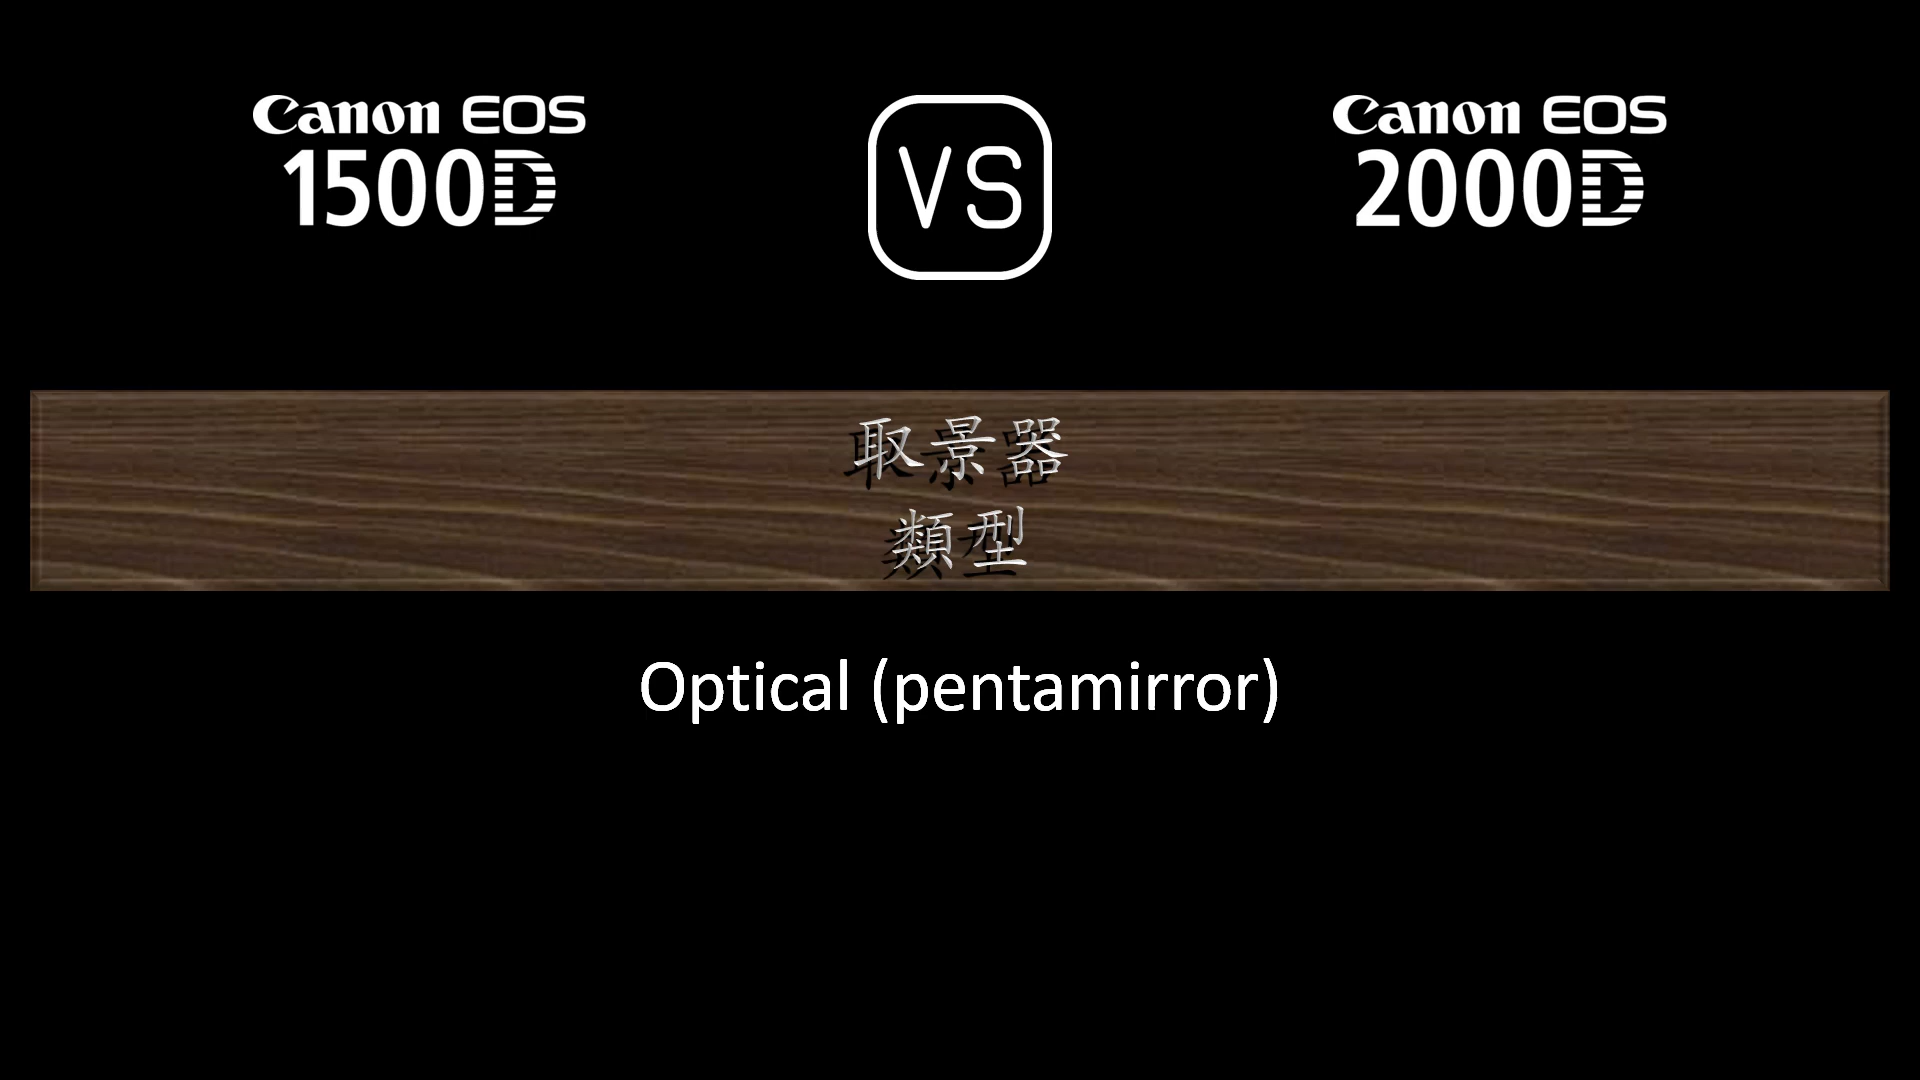 Canon EOS
1500D
VS
Canon EOS
2000D
取景器
類型
Optical (pentamirror)